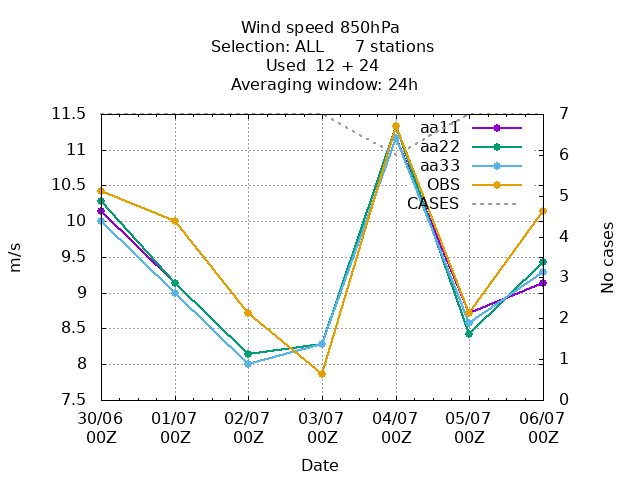 Wind speed 850hPa
Selection: ALL 7 stations
Used 12 + 24
Averaging window: 24h
11.5 7
aa11
11 6
aa22
aa33
10.5 5
OBS
CASES
10 4
9.5
9 3
8.5 2
8 1
7.5 0
m/s
No cases
30/06 01/07 02/07 03/07 04/07 05/07 06/07
00Z 00Z 00Z 00Z 00Z 00Z 00Z
Date